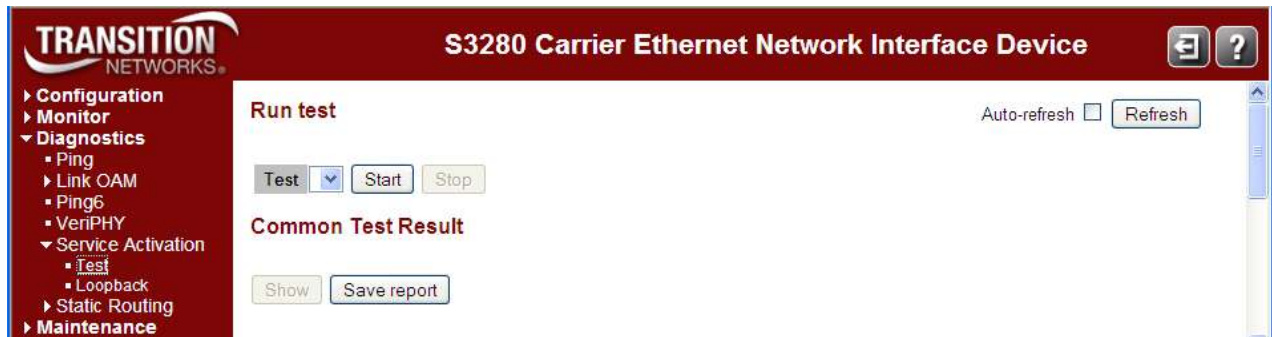 TRANSITION
NETWORKS®
S3280 Carrier Ethernet Network Interface Device
?
Configuration
Monitor
Diagnostics
Ping
Link OAM
Ping6
VeriPHY
Service Activation
Test
Loopback
Static Routing
Maintenance
Run test
Auto-refresh Refresh
Test Start Stop
Common Test Result
Show Save report